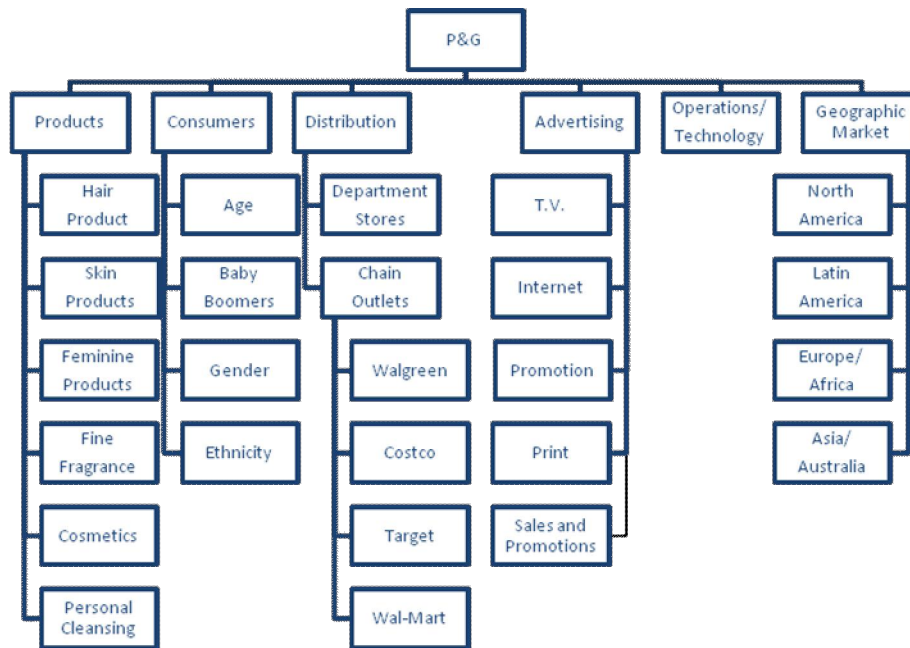 P&G
Products
Consumers
Distribution
Advertising
Operations/
Technology
Geographic
Market
Hair
Product
Skin
Products
Feminine
Products
Fine
Fragrance
Cosmetics
Personal
Cleansing
Age
Baby
Boomers
Gender
Ethnicity
Department
Stores
Chain
Outlets
Walgreen
Costco
Target
Wal-Mart
T.V.
Internet
Promotion
Print
Sales and
Promotions
North
America
Latin
America
Europe/
Africa
Asia/
Australia